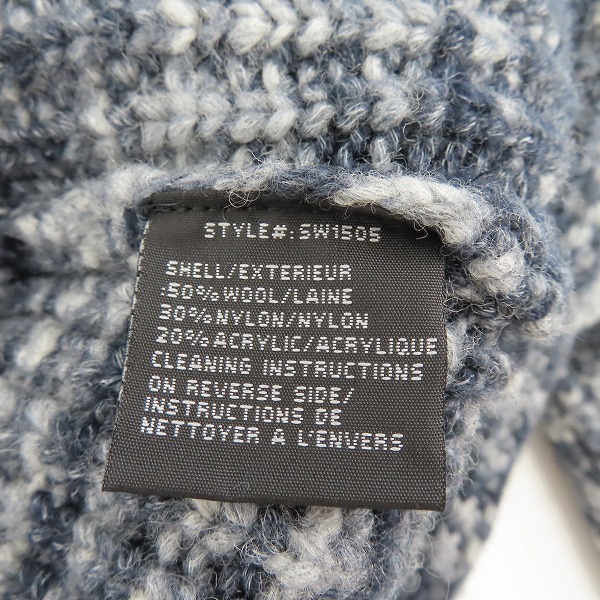 STYLE#:SW1505
SHELL/EXTERIEUR
50%WOOL/LAINE
30%NYLON/NYLON
20%ACRYLIC/ACRYLIQUE
CLEANING INSTRUCTIONS
ON REVERSE SIDE/
INSTRUCTIONS DE
NETTOYER A L'ENVERS